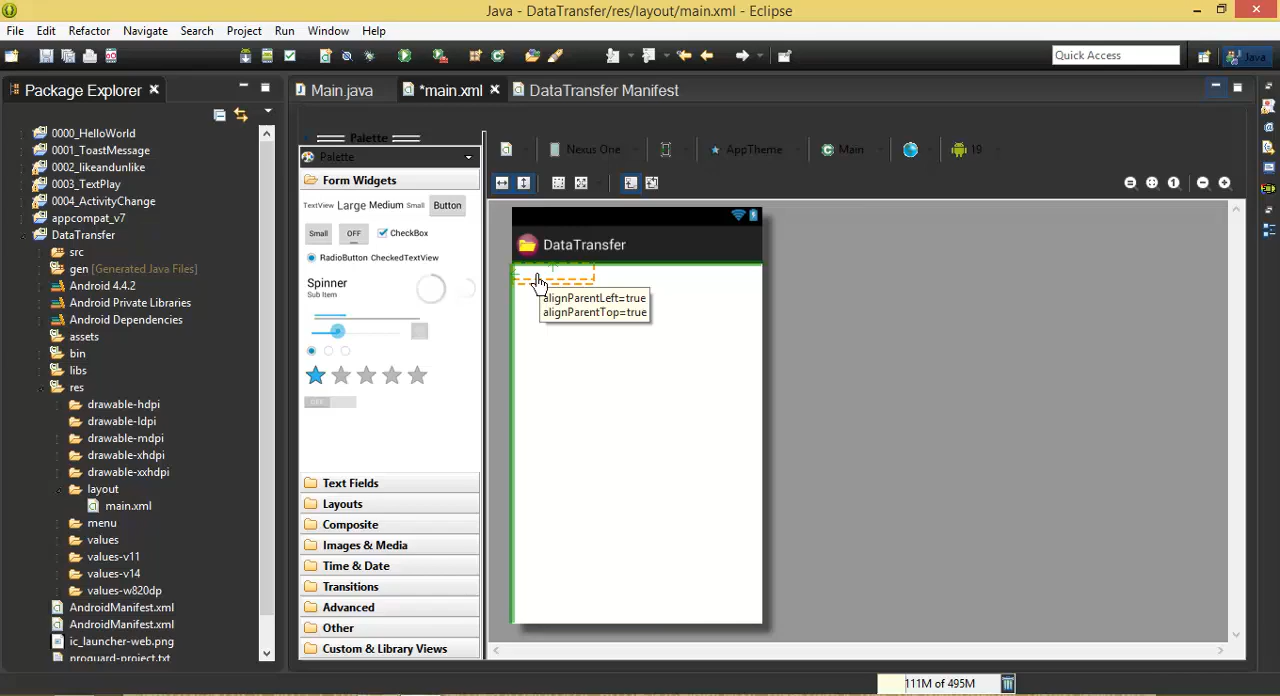 Java - DataTransfer/res/layout/main.xml - Eclipse
File Edit Refactor Navigate Search Project Run Window Help
Quick Access
Java
Package Explorer
Main.java
*main.xml
DataTransfer Manifest
0000_HelloWorld
0001_ToastMessage
0002_likeandunlike
0003_TextPlay
0004_ActivityChange
appcompat_v7
DataTransfer
src
gen [Generated Java Files]
Android 4.4.2
Android Private Libraries
Android Dependencies
assets
bin
libs
res
drawable-hdpi
drawable-ldpi
drawable-mdpi
drawable-xhdpi
drawable-xxhdpi
layout
main.xml
menu
values
values-v11
values-v14
values-w820dp
AndroidManifest.xml
AndroidManifest.xml
ic_launcher-web.png
proguard-project.txt
Palette
Palette
Form Widgets
TextView Large Medium Small Button
Small OFF CheckBox
RadioButton CheckedTextView
Spinner
Sub Item
OFF
Text Fields
Layouts
Composite
Images & Media
Time & Date
Transitions
Advanced
Other
Custom & Library Views
Nexus One
AppTheme
Main
19
DataTransfer
alignParentLeft=true
alignParentTop=true
111M of 495M